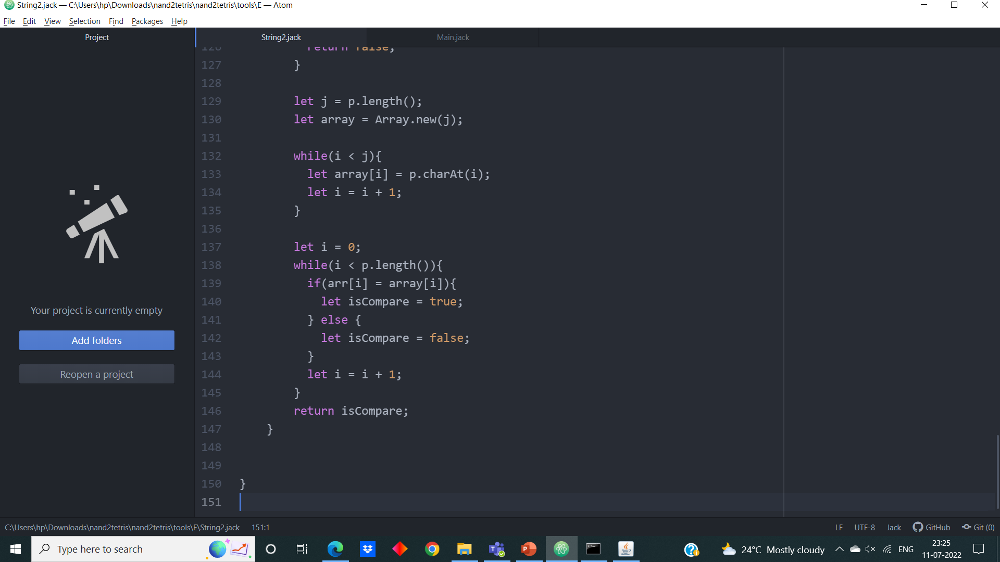 String2.jack — C:\Users\hp\Downloads\nand2tetris\nand2tetris\tools\E — Atom
File Edit View Selection Find Packages Help
Project
String2.jack Main.jack
126 return false;
127 }
128
129 let j = p.length();
130 let array = Array.new(j);
131
132 while(i < j){
133 let array[i] = p.charAt(i);
134 let i = i + 1;
135 }
136
137 let i = 0;
138 while(i < p.length()){
139 if(arr[i] = array[i]){
140 let isCompare = true;
141 } else {
142 let isCompare = false;
143 }
144 let i = i + 1;
145 }
146 return isCompare;
147 }
148
149
150 }
151
Your project is currently empty
Add folders
Reopen a project
C:\Users\hp\Downloads\nand2tetris\nand2tetris\tools\E\String2.jack 151:1
LF UTF-8 Jack GitHub Git (0)
Type here to search
24°C Mostly cloudy
ENG
23:25
11-07-2022